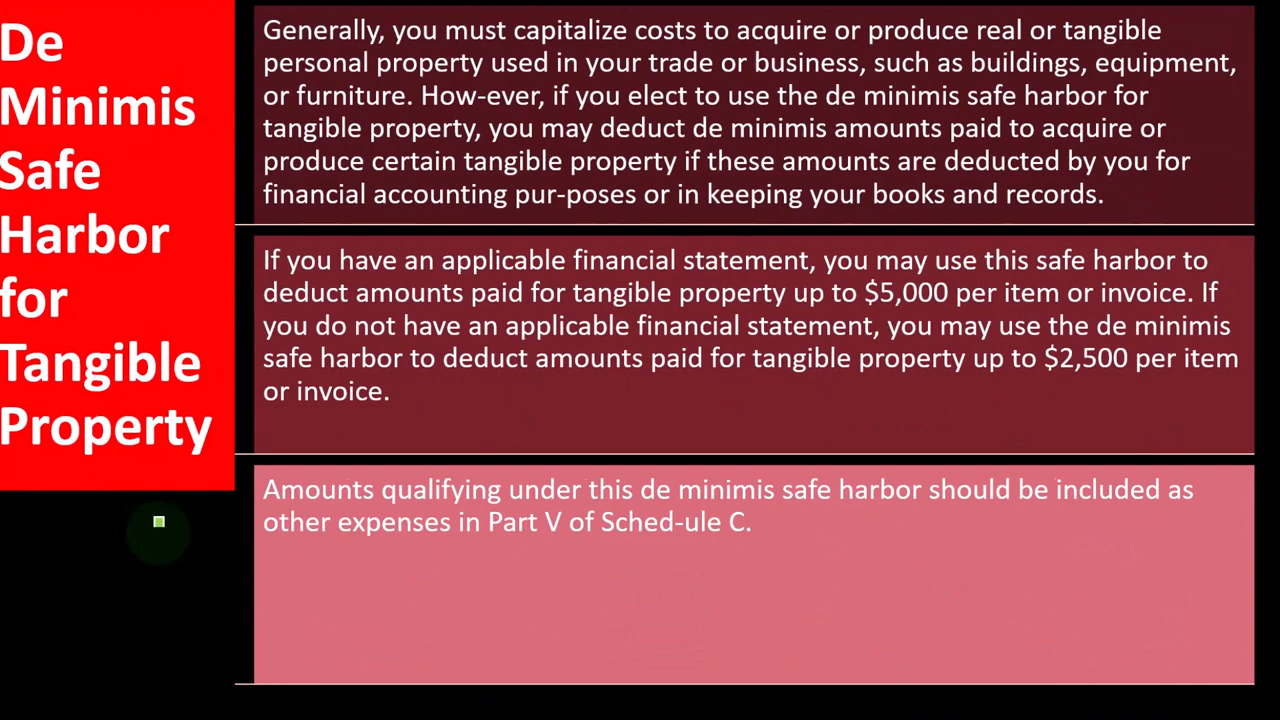 De
Minimis
Safe
Harbor
for
Tangible
Property
Generally, you must capitalize costs to acquire or produce real or tangible
personal property used in your trade or business, such as buildings, equipment,
or furniture. How-ever, if you elect to use the de minimis safe harbor for
tangible property, you may deduct de minimis amounts paid to acquire or
produce certain tangible property if these amounts are deducted by you for
financial accounting pur-poses or in keeping your books and records.
If you have an applicable financial statement, you may use this safe harbor to
deduct amounts paid for tangible property up to $5,000 per item or invoice. If
you do not have an applicable financial statement, you may use the de minimis
safe harbor to deduct amounts paid for tangible property up to $2,500 per item
or invoice.
Amounts qualifying under this de minimis safe harbor should be included as
other expenses in Part V of Sched-ule C.